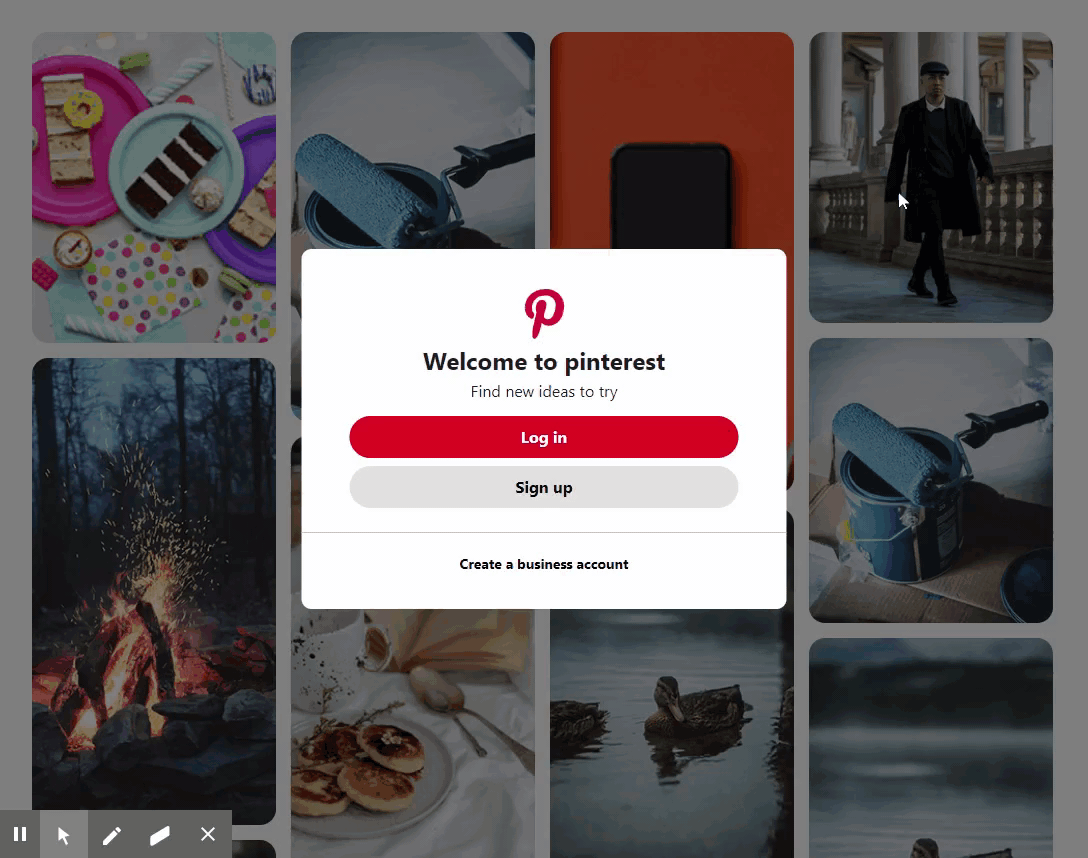 Welcome to pinterest
Find new ideas to try
Log in
Sign up
Create a business account